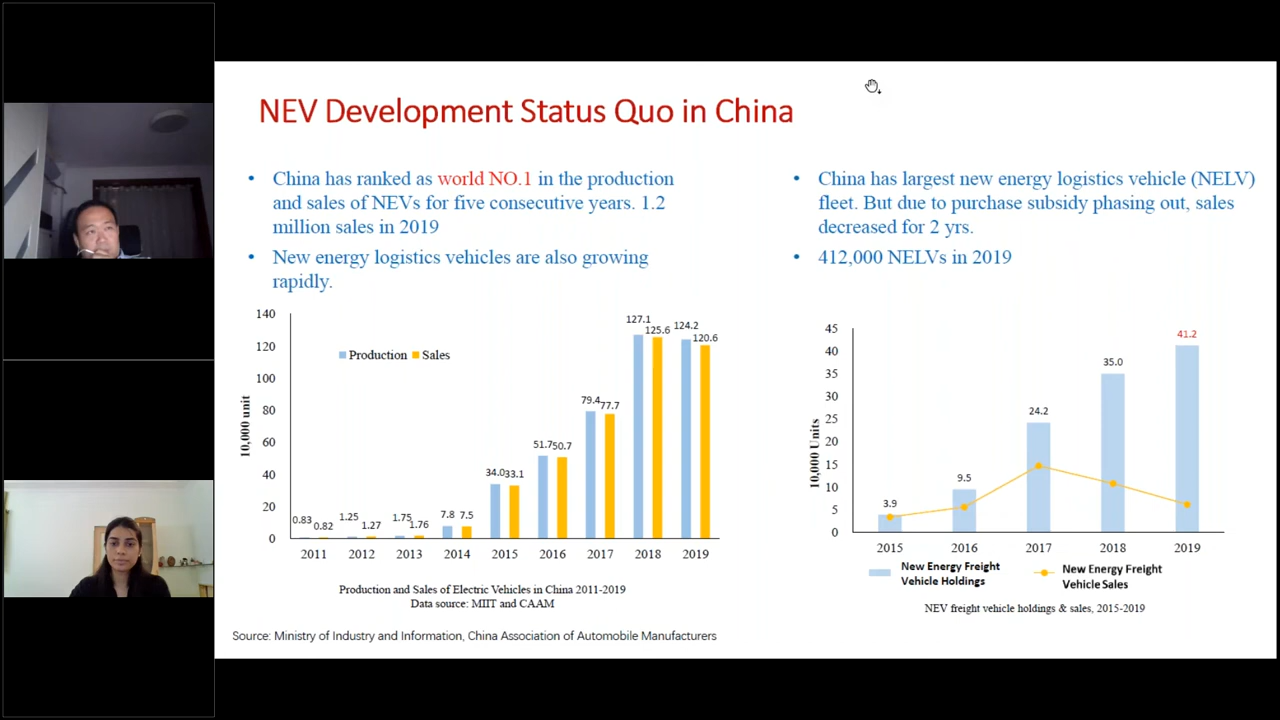 NEV Development Status Quo in China
• China has ranked as world NO.1 in the production
and sales of NEVs for five consecutive years. 1.2
million sales in 2019
• New energy logistics vehicles are also growing
rapidly.
10,000 unit
140
120
100
80
60
40
20
0
Production Sales
0.83 0.82 1.25 1.27 1.75 1.76 7.8 7.5 34.0 33.1 51.7 50.7 79.4 77.7 127.1 125.6 124.2 120.6
2011 2012 2013 2014 2015 2016 2017 2018 2019
Production and Sales of Electric Vehicles in China 2011-2019
Data source: MIIT and CAAM
• China has largest new energy logistics vehicle (NELV)
fleet. But due to purchase subsidy phasing out, sales
decreased for 2 yrs.
• 412,000 NELVs in 2019
10,000 Units
45
40
35
30
25
20
15
10
5
0
3.9 9.5 24.2 35.0 41.2
2015 2016 2017 2018 2019
New Energy Freight
Vehicle Holdings
New Energy Freight
Vehicle Sales
NEV freight vehicle holdings & sales, 2015-2019
Source: Ministry of Industry and Information, China Association of Automobile Manufacturers